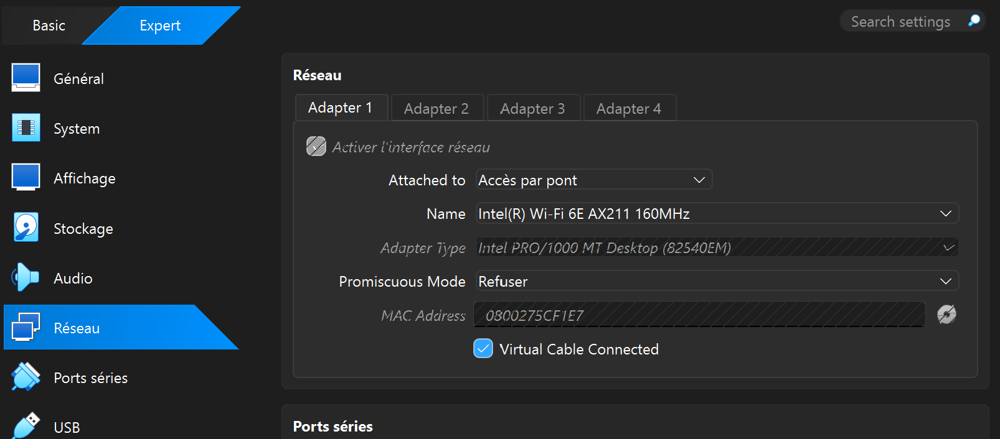 Basic
Expert
Search settings
Général
System
Affichage
Stockage
Audio
Réseau
Ports séries
USB
Réseau
Adapter 1
Adapter 2
Adapter 3
Adapter 4
Activer l'interface réseau
Attached to Accès par pont
Name Intel(R) Wi-Fi 6E AX211 160MHz
Adapter Type Intel PRO/1000 MT Desktop (82540EM)
Promiscuous Mode Refuser
MAC Address 0800275CF1E7
Virtual Cable Connected
Ports séries